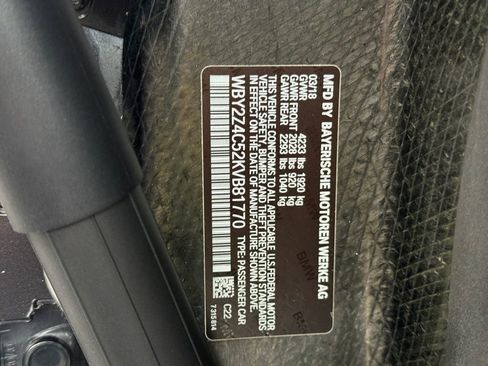 MFD BY BAYERISCHE MOTOREN WERKE AG
03/18
GVWR 4233 lbs 1920 kg
GAWR FRONT 2028 lbs 920 kg
GAWR REAR 2293 lbs 1040 kg
THIS VEHICLE CONFORMS TO ALL APPLICABLE U.S.FEDERAL MOTOR
VEHICLE SAFETY, BUMPER AND THEFT PREVENTION STANDARDS
IN EFFECT ON THE DATE OF MANUFACTURE SHOWN ABOVE.
WBY2Z4C52KVB81770 TYPE: PASSENGER CAR
C22
7 315 814
BMW